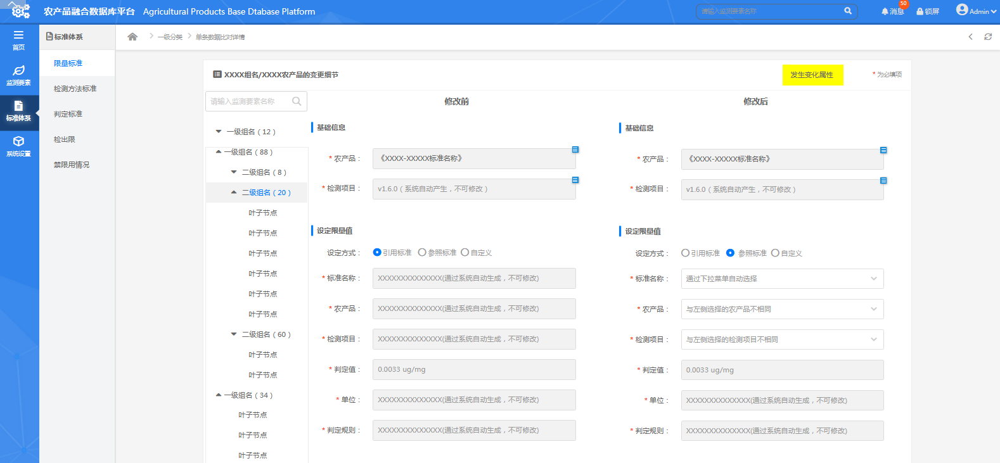 农产品融合数据库平台 Agricultural Products Base Dtabase Platform
请输入监测要素名称
消息
50
锁屏
Admin
首页
监测要素
标准体系
系统设置
标准体系
限量标准
检测方法标准
判定标准
检出限
禁限用情况
一级分类
单条数据比对详情
XXXX组名/XXXX农产品的变更细节
发生变化属性
* 为必填项
请输入监测要素名称
一级组名（12）
一级组名（88）
二级组名（8）
二级组名（20）
叶子节点
叶子节点
叶子节点
叶子节点
叶子节点
叶子节点
二级组名（60）
叶子节点
叶子节点
一级组名（34）
叶子节点
叶子节点
叶子节点
修改前
基础信息
* 农产品： 《XXXX-XXXXX标准名称》
* 检测项目： v1.6.0（系统自动产生，不可修改）
设定限量值
设定方式： 引用标准 参照标准 自定义
* 标准名称： XXXXXXXXXXXXXX(通过系统自动生成，不可修改)
* 农产品： XXXXXXXXXXXXXX(通过系统自动生成，不可修改)
* 检测项目： XXXXXXXXXXXXXX(通过系统自动生成，不可修改)
* 判定值： 0.0033 ug/mg
* 单位： XXXXXXXXXXXXXX(通过系统自动生成，不可修改)
* 判定规则： XXXXXXXXXXXXXX(通过系统自动生成，不可修改)
修改后
基础信息
* 农产品： 《XXXX-XXXXX标准名称》
* 检测项目： v1.6.0（系统自动产生，不可修改）
设定限量值
设定方式： 引用标准 参照标准 自定义
* 标准名称： 通过下拉菜单自动选择
* 农产品： 与左侧选择的农产品不相同
* 检测项目： 与左侧选择的检测项目不相同
* 判定值： 0.0033 ug/mg
* 单位： XXXXXXXXXXXXXX(通过系统自动生成，不可修改)
* 判定规则： XXXXXXXXXXXXXX(通过系统自动生成，不可修改)